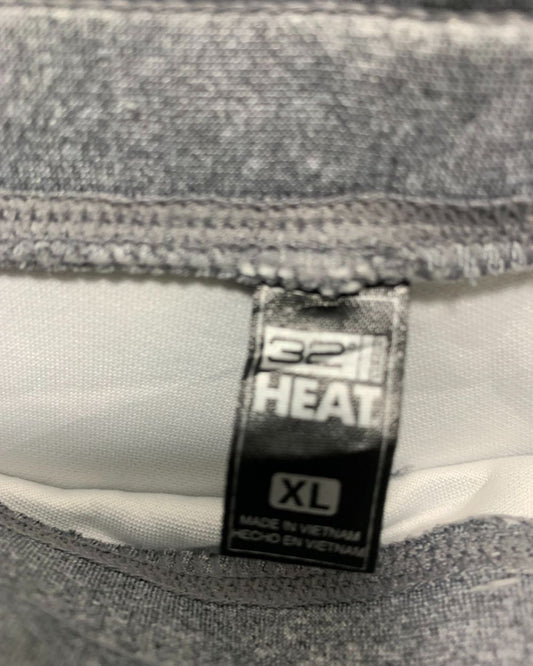 32°
HEAT
XL
MADE IN VIETNAM
HECHO EN VIETNAM